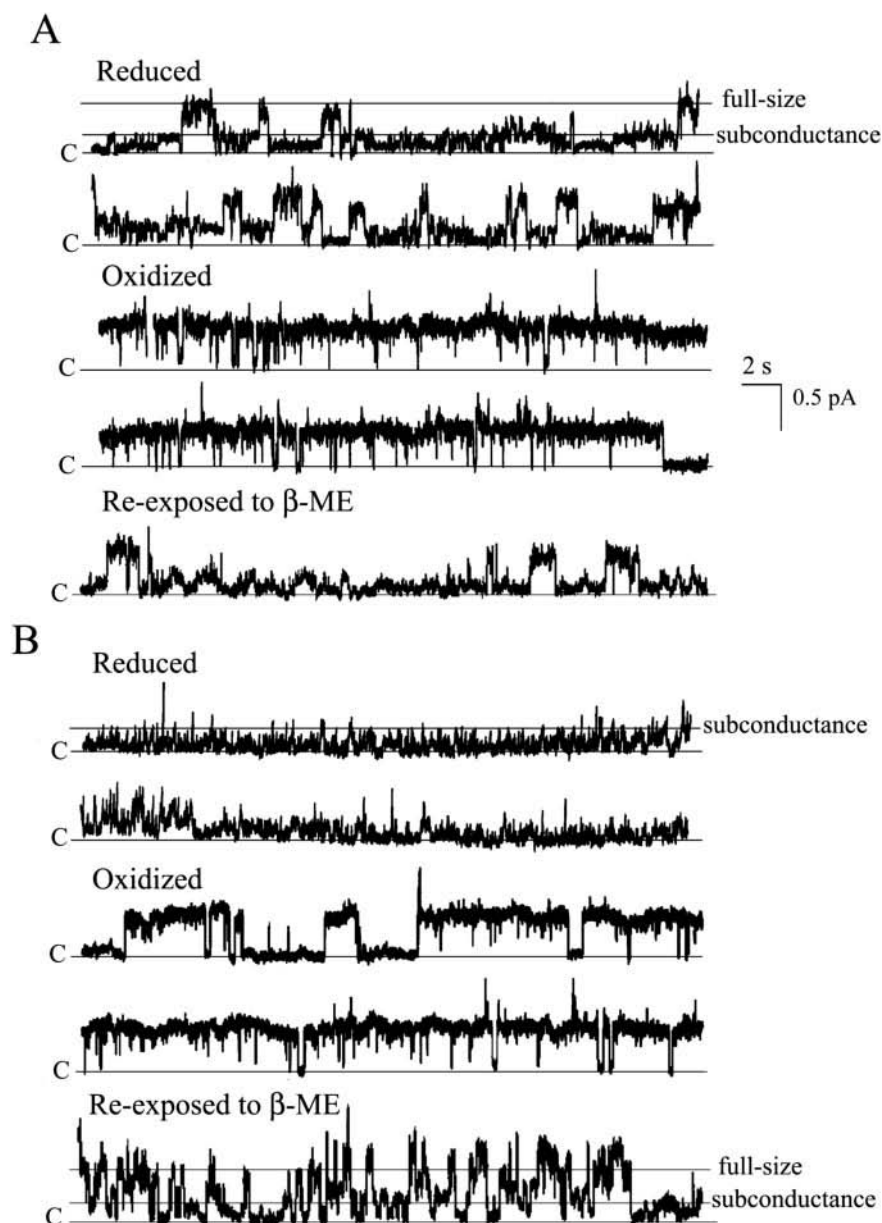 A
Reduced
full-size
subconductance
C
C
Oxidized
C
2 s
0.5 pA
C
Re-exposed to β-ME
C
B
Reduced
subconductance
C
C
Oxidized
C
C
Re-exposed to β-ME
full-size
subconductance
C